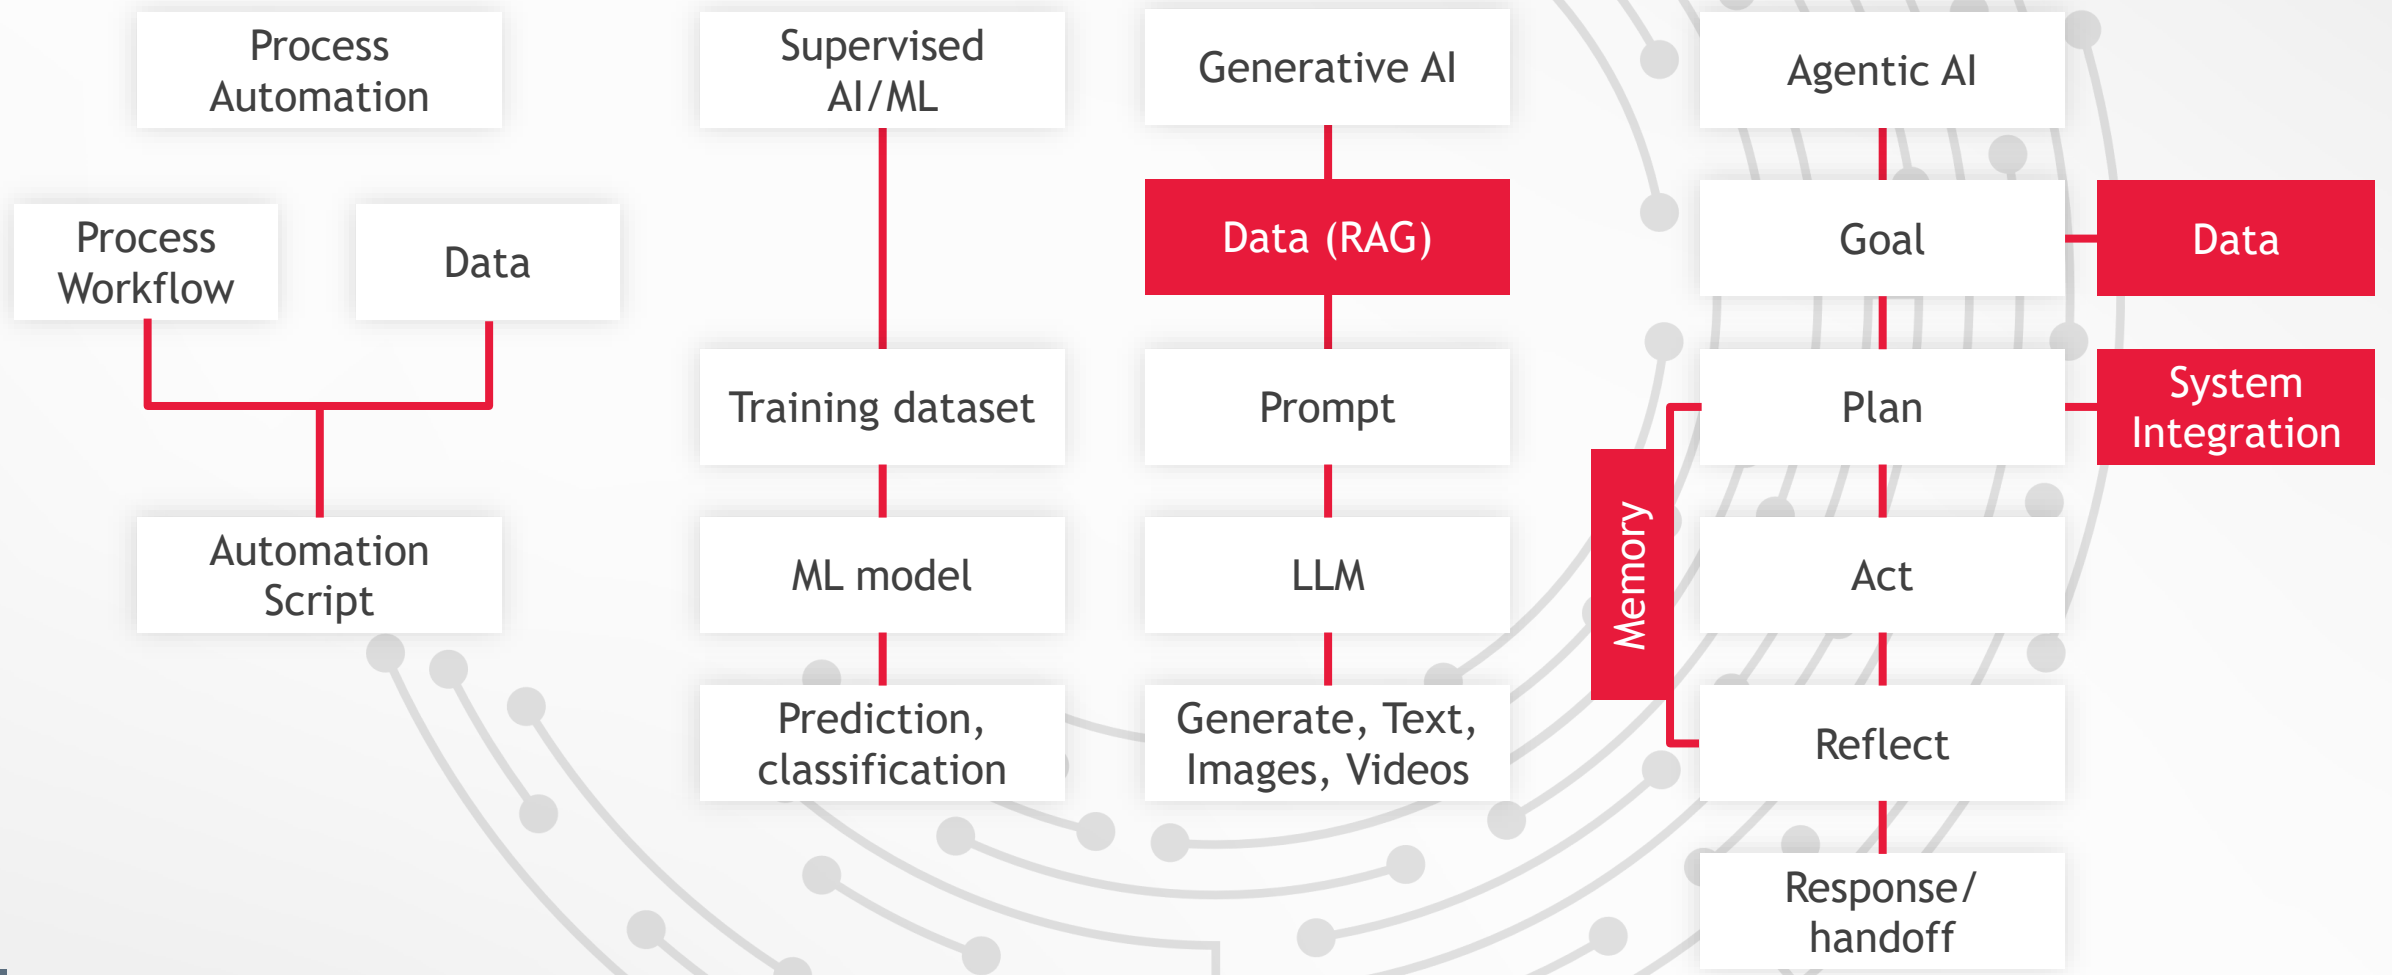 Process
Automation
Process
Workflow
Data
Automation
Script
Supervised
AI/ML
Training dataset
ML model
Prediction,
classification
Generative AI
Data (RAG)
Prompt
LLM
Generate, Text,
Images, Videos
Agentic AI
Goal
Data
Plan
System
Integration
Memory
Act
Reflect
Response/
handoff